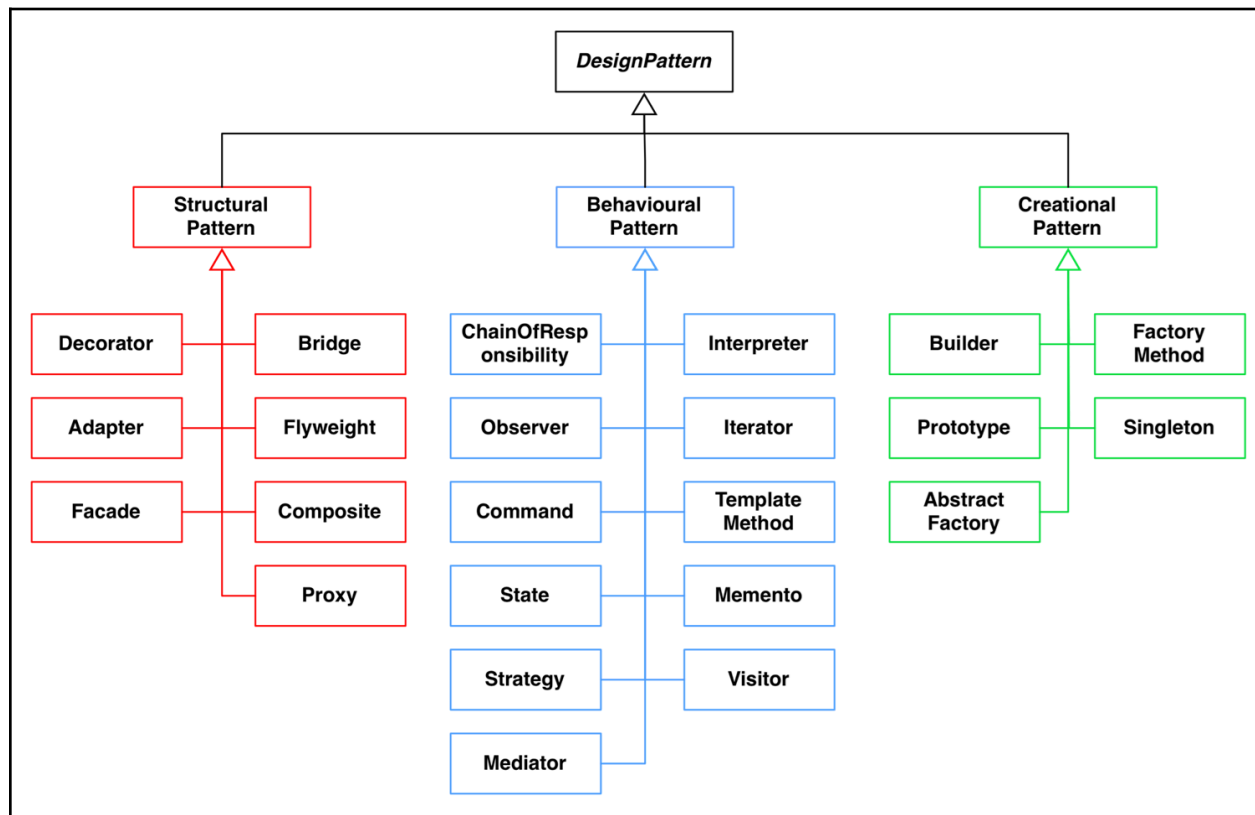 DesignPattern
Structural
Pattern
Behavioural
Pattern
Creational
Pattern
Decorator
Bridge
Adapter
Flyweight
Facade
Composite
Proxy
ChainOfResp
onsibility
Interpreter
Observer
Iterator
Command
Template
Method
State
Memento
Strategy
Visitor
Mediator
Builder
Factory
Method
Prototype
Singleton
Abstract
Factory